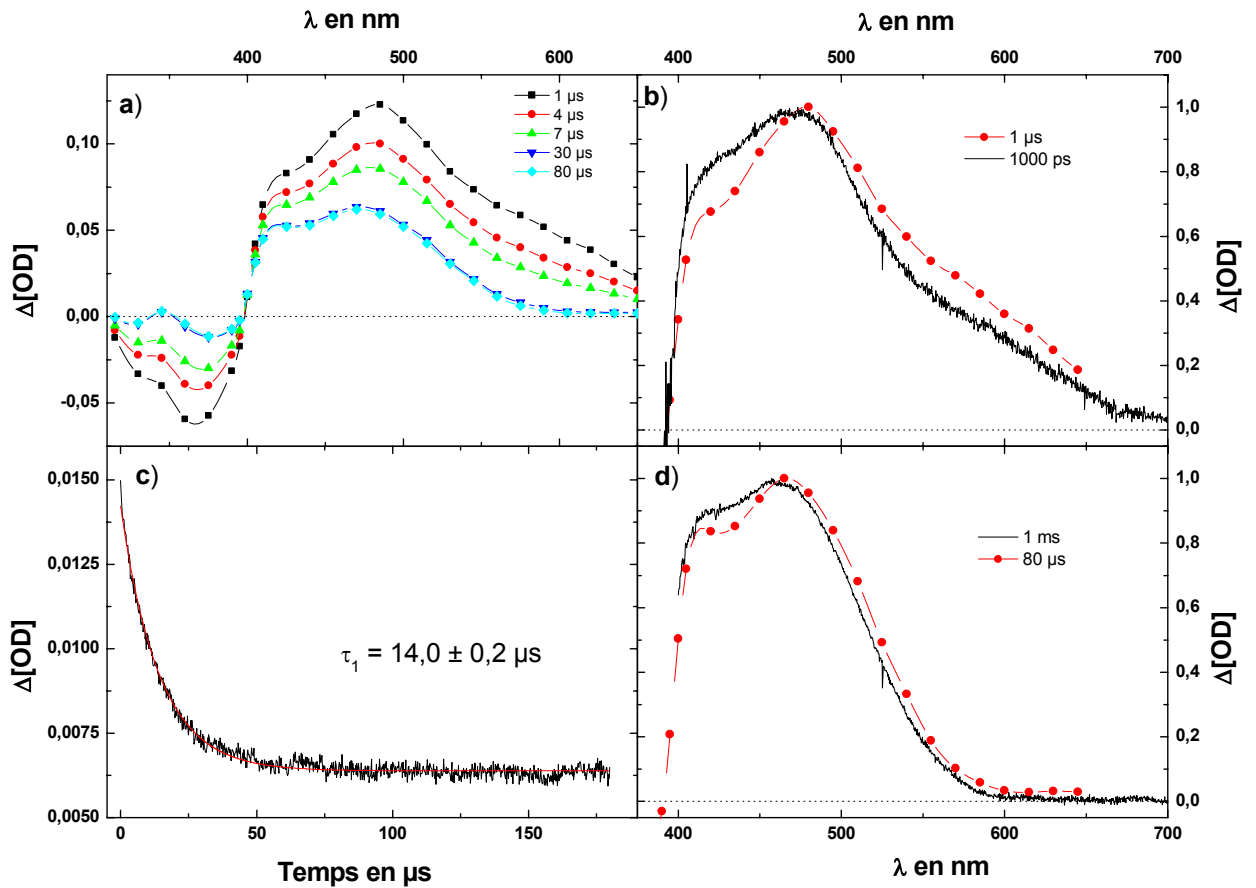 λ en nm
λ en nm
400 500 600
400 500 600 700
a)
1 µs
4 µs
7 µs
30 µs
80 µs
0,10
0,05
0,00
-0,05
Δ[OD]
b)
1 µs
1000 ps
1,0
0,8
0,6
0,4
0,2
0,0
Δ[OD]
c)
τ1 = 14,0 ± 0,2 µs
0,0150
0,0125
0,0100
0,0075
0,0050
Δ[OD]
0 50 100 150
Temps en µs
d)
1 ms
80 µs
1,0
0,8
0,6
0,4
0,2
0,0
Δ[OD]
400 500 600 700
λ en nm